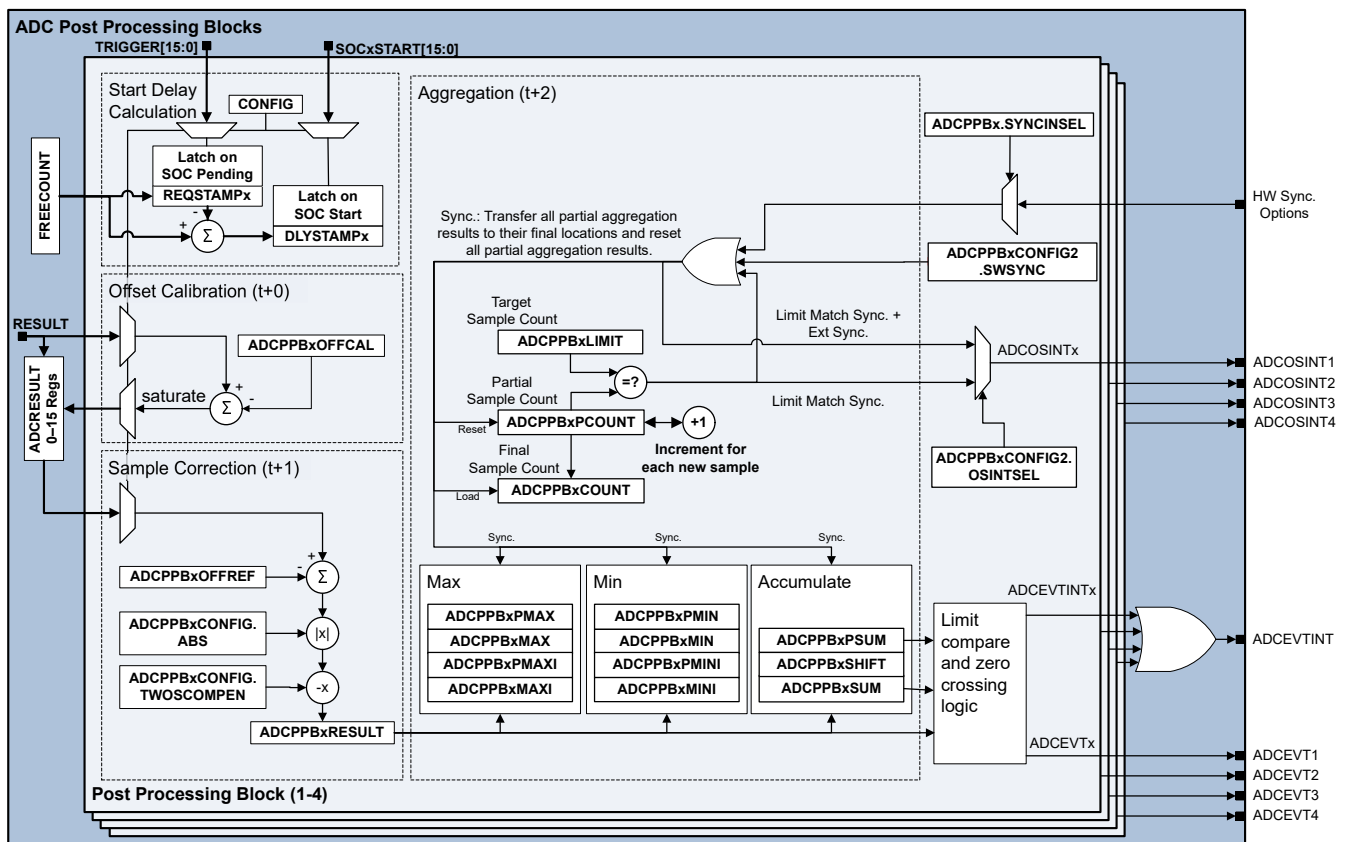 ADC Post Processing Blocks
TRIGGER[15:0]
SOCxSTART[15:0]
Start Delay
Calculation
CONFIG
Latch on
SOC Pending
REQSTAMPx
Latch on
SOC Start
DLYSTAMPx
FREECOUNT
-
+
Σ
Aggregation (t+2)
ADCPPBx.SYNCINSEL
HW Sync.
Options
Sync.: Transfer all partial aggregation
results to their final locations and reset
all partial aggregation results.
ADCPPBxCONFIG2
.SWSYNC
Offset Calibration (t+0)
RESULT
ADCPPBxOFFCAL
ADCRESULT
0–15 Regs
saturate
+
-
Σ
Target
Sample Count
ADCPPBxLIMIT
=?
Partial
Sample Count
ADCPPBxPCOUNT
Reset
+1
Increment for
each new sample
Final
Sample Count
ADCPPBxCOUNT
Load
Limit Match Sync. +
Ext Sync.
Limit Match Sync.
ADCOSINTx
ADCPPBxCONFIG2.
OSINTSEL
ADCOSINT1
ADCOSINT2
ADCOSINT3
ADCOSINT4
Sample Correction (t+1)
+
-
Σ
ADCPPBxOFFREF
ADCPPBxCONFIG.
ABS
|x|
ADCPPBxCONFIG.
TWOSCOMPEN
-x
ADCPPBxRESULT
Sync.
Sync.
Sync.
Max
ADCPPBxPMAX
ADCPPBxMAX
ADCPPBxPMAXI
ADCPPBxMAXI
Min
ADCPPBxPMIN
ADCPPBxMIN
ADCPPBxPMINI
ADCPPBxMINI
Accumulate
ADCPPBxPSUM
ADCPPBxSHIFT
ADCPPBxSUM
Limit
compare
and zero
crossing
logic
ADCEVTINTx
ADCEVTx
ADCEVTINT
ADCEVT1
ADCEVT2
ADCEVT3
ADCEVT4
Post Processing Block (1-4)